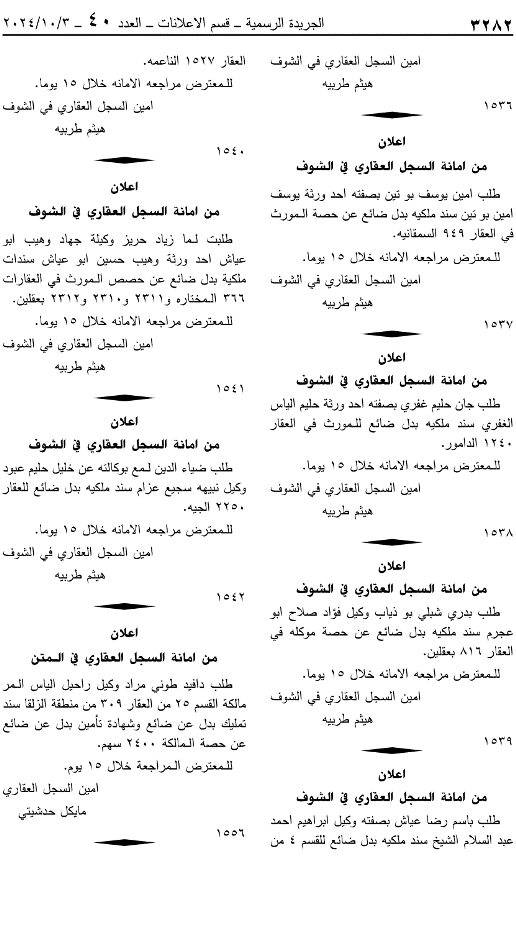 ٣٢٨٢
الجريدة الرسمية – قسم الاعلانات – العدد ٤٠ – ٢٠٢٤/١٠/٣
امين السجل العقاري في الشوف
هيثم طربيه
١٥٣٦
اعلان
من امانة السجل العقاري في الشوف
طلب امين يوسف بو تين بصفته احد ورثة يوسف
امين بو تين سند ملكيه بدل ضائع عن حصة المورث
في العقار ٩٤٩ السمقانيه.
للمعترض مراجعه الامانه خلال ١٥ يوما.
امين السجل العقاري في الشوف
هيثم طربيه
١٥٣٧
اعلان
من امانة السجل العقاري في الشوف
طلب جان حليم غفري بصفته احد ورثة حليم الياس
الغفري سند ملكيه بدل ضائع للمورث في العقار
١٢٤٠ الدامور.
للمعترض مراجعه الامانه خلال ١٥ يوما.
امين السجل العقاري في الشوف
هيثم طربيه
١٥٣٨
اعلان
من امانة السجل العقاري في الشوف
طلب بدري شبلي بو ذياب وكيل فؤاد صلاح ابو
عجرم سند ملكيه بدل ضائع عن حصة موكله في
العقار ٨١٦ بعقلين.
للمعترض مراجعه الامانه خلال ١٥ يوما.
امين السجل العقاري في الشوف
هيثم طربيه
١٥٣٩
اعلان
من امانة السجل العقاري في الشوف
طلب باسم رضا عياش بصفته وكيل ابراهيم احمد
عبد السلام الشيخ سند ملكيه بدل ضائع للقسم ٤ من
العقار ١٥٢٧ الناعمه.
للمعترض مراجعه الامانه خلال ١٥ يوما.
امين السجل العقاري في الشوف
هيثم طربيه
١٥٤٠
اعلان
من امانة السجل العقاري في الشوف
طلبت لما زياد حريز وكيلة جهاد وهيب ابو
عياش احد ورثة وهيب حسين ابو عياش سندات
ملكية بدل ضائع عن حصص المورث في العقارات
٣٦٦ المختاره و٢٣١١ و٢٣١٠ و٢٣١٢ بعقلين.
للمعترض مراجعه الامانه خلال ١٥ يوما.
امين السجل العقاري في الشوف
هيثم طربيه
١٥٤١
اعلان
من امانة السجل العقاري في الشوف
طلب ضياء الدين لمع بوكالته عن خليل حليم عبود
وكيل نبيهه سجيع عزام سند ملكيه بدل ضائع للعقار
٢٢٥٠ الجيه.
للمعترض مراجعه الامانه خلال ١٥ يوما.
امين السجل العقاري في الشوف
هيثم طربيه
١٥٤٢
اعلان
من امانة السجل العقاري في المتن
طلب دافيد طوني مراد وكيل راحيل الياس المر
مالكة القسم ٢٥ من العقار ٣٠٩ من منطقة الزلقا سند
تمليك بدل عن ضائع وشهادة تأمين بدل عن ضائع
عن حصة المالكة ٢٤٠٠ سهم.
للمعترض المراجعة خلال ١٥ يوم.
امين السجل العقاري
مايكل حدشيتي
١٥٥٦